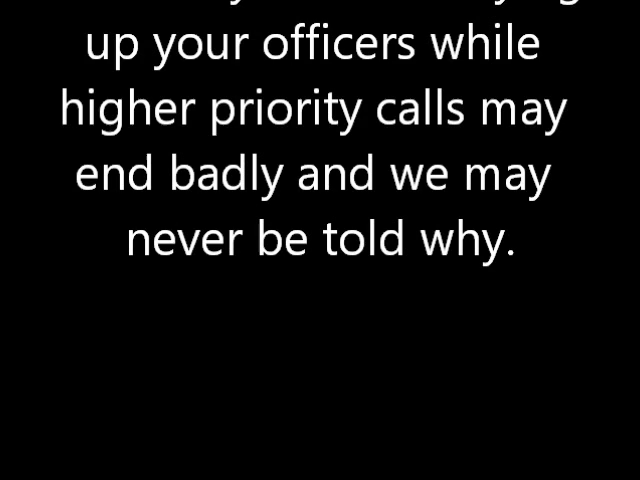 up your officers while
higher priority calls may
end badly and we may
never be told why.